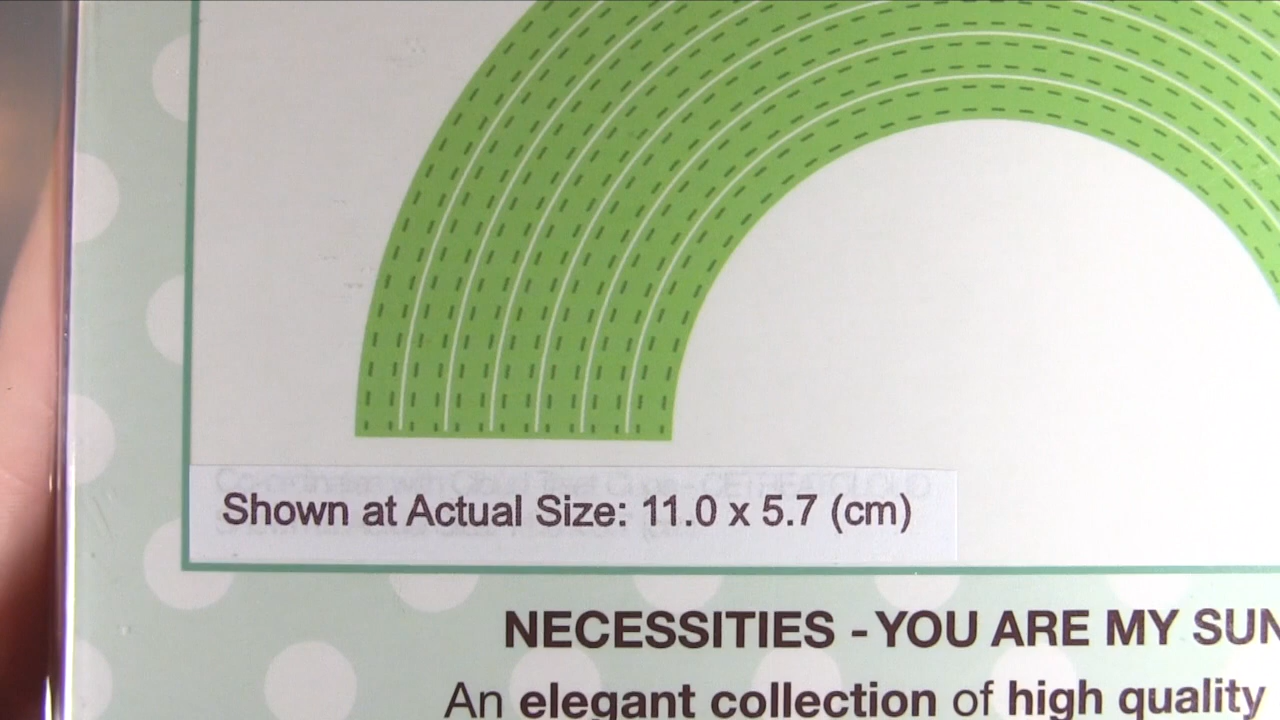 Shown at Actual Size: 11.0 x 5.7 (cm)
NECESSITIES - YOU ARE MY SUN
An elegant collection of high quality